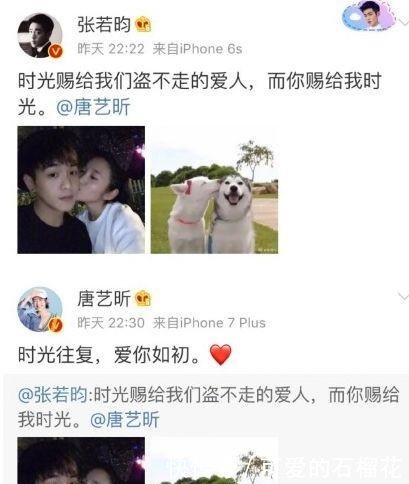 张若昀
昨天 22:22 来自iPhone 6s
时光赐给我们盗不走的爱人，而你赐给我时
光。@唐艺昕
唐艺昕
昨天 22:30 来自iPhone 7 Plus
时光往复，爱你如初。
@张若昀:时光赐给我们盗不走的爱人，而你赐给
我时光。@唐艺昕
爱的石榴花